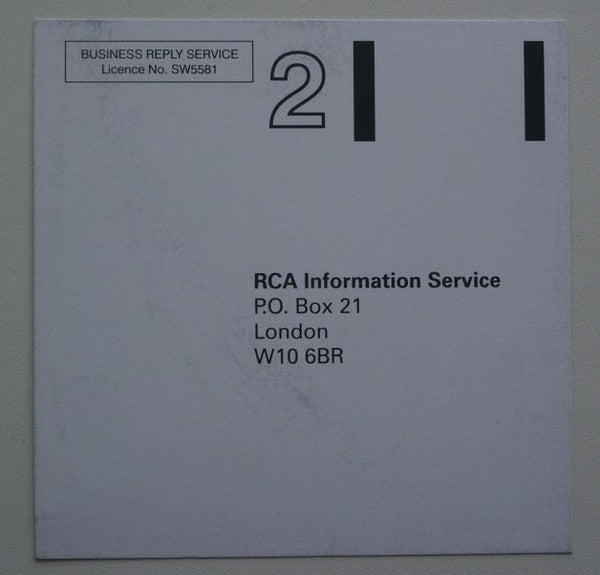 BUSINESS REPLY SERVICE
Licence No. SW5581
2
RCA Information Service
P.O. Box 21
London
W10 6BR